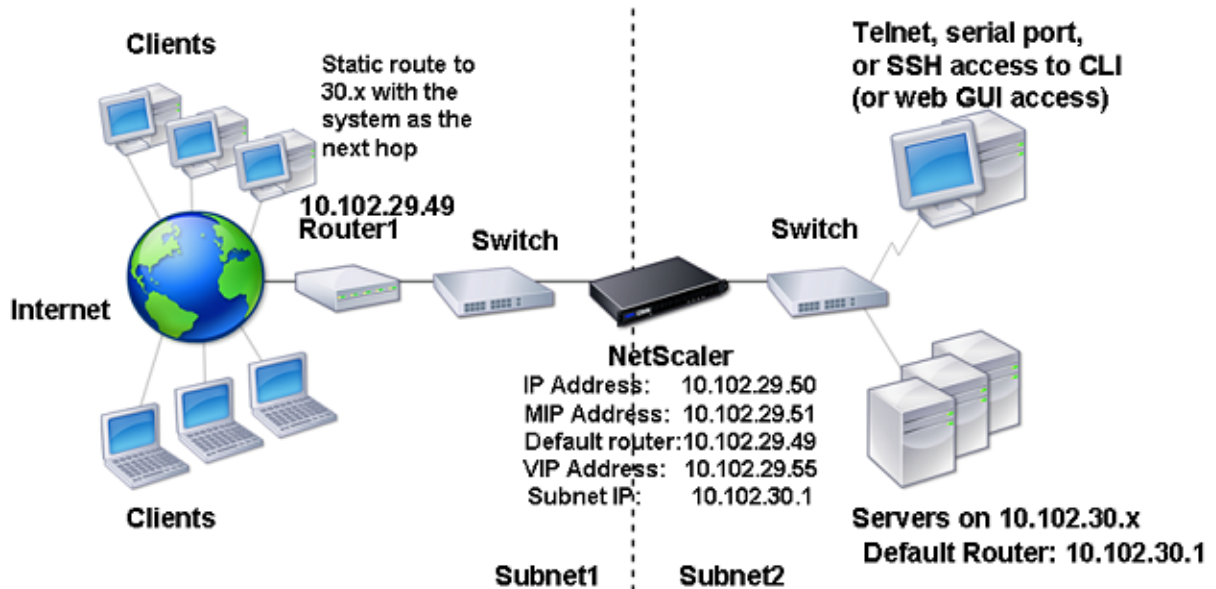 Clients
Static route to
30.x with the
system as the
next hop
10.102.29.49
Router1
Switch
Internet
Clients
NetScaler
IP Address: 10.102.29.50
MIP Address: 10.102.29.51
Default router:10.102.29.49
VIP Address: 10.102.29.55
Subnet IP: 10.102.30.1
Telnet, serial port,
or SSH access to CLI
(or web GUI access)
Switch
Servers on 10.102.30.x
Default Router: 10.102.30.1
Subnet1
Subnet2